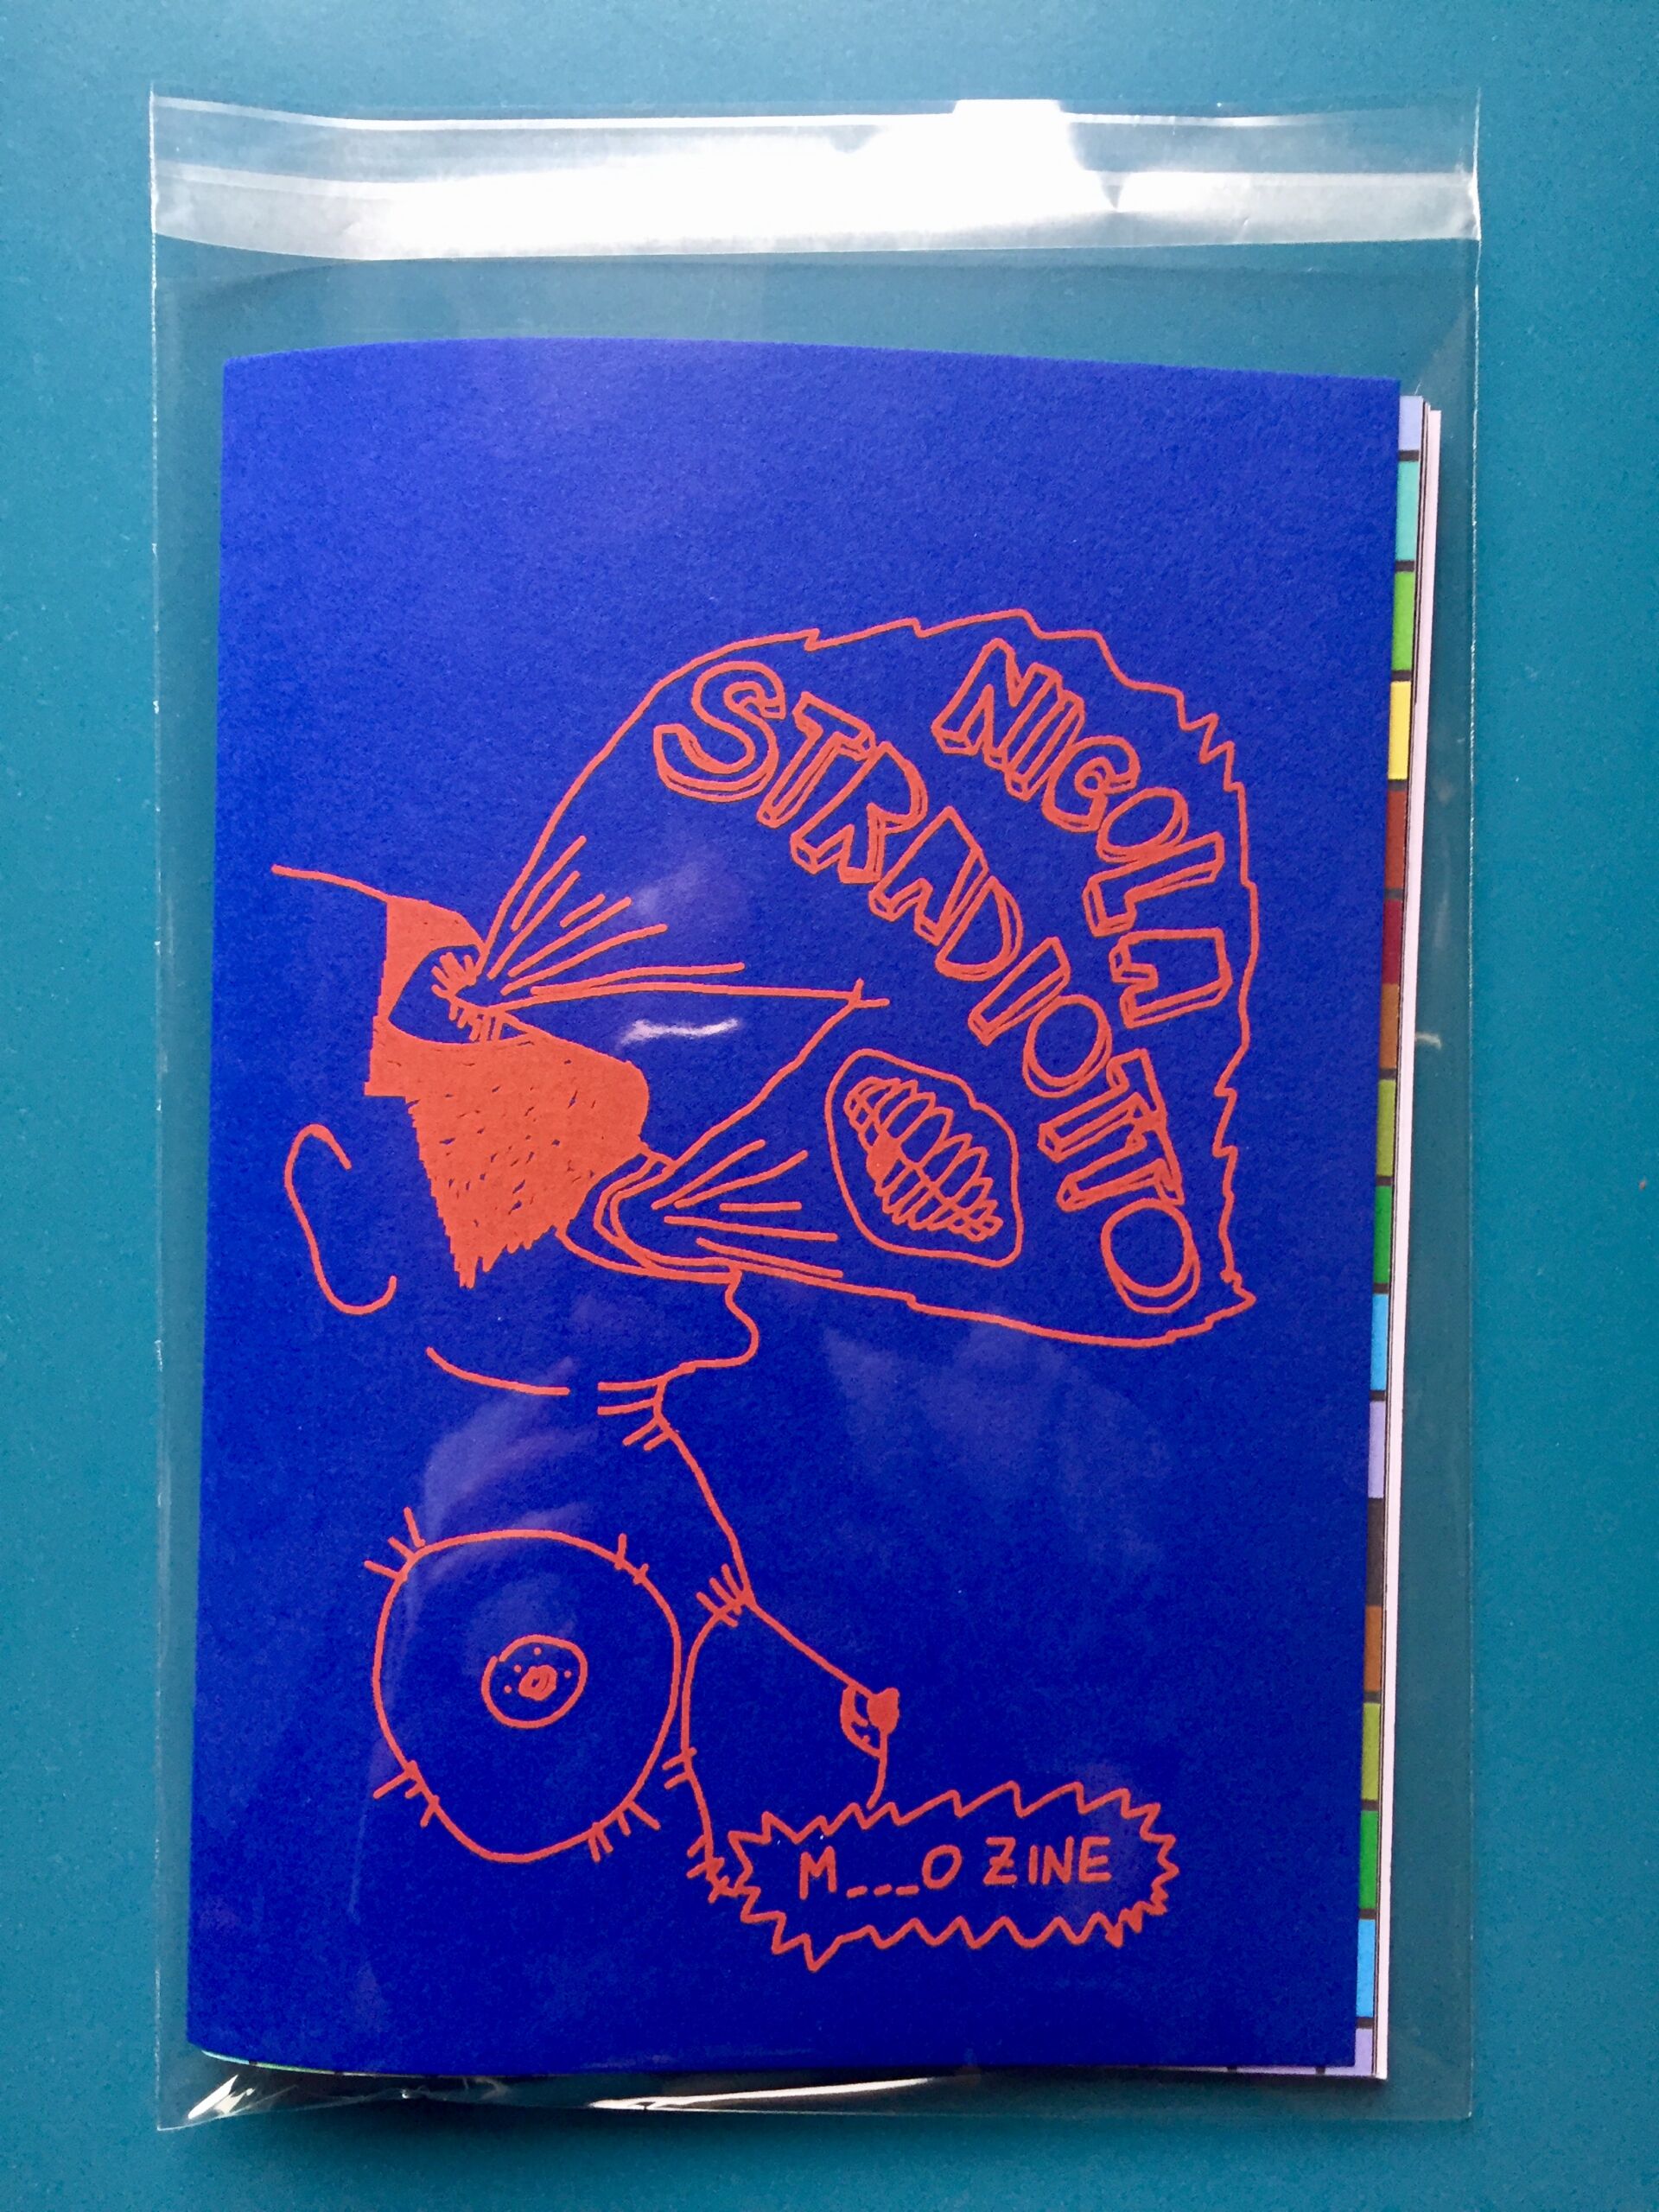 NICOLA
STRADIOTTO
M___O ZINE